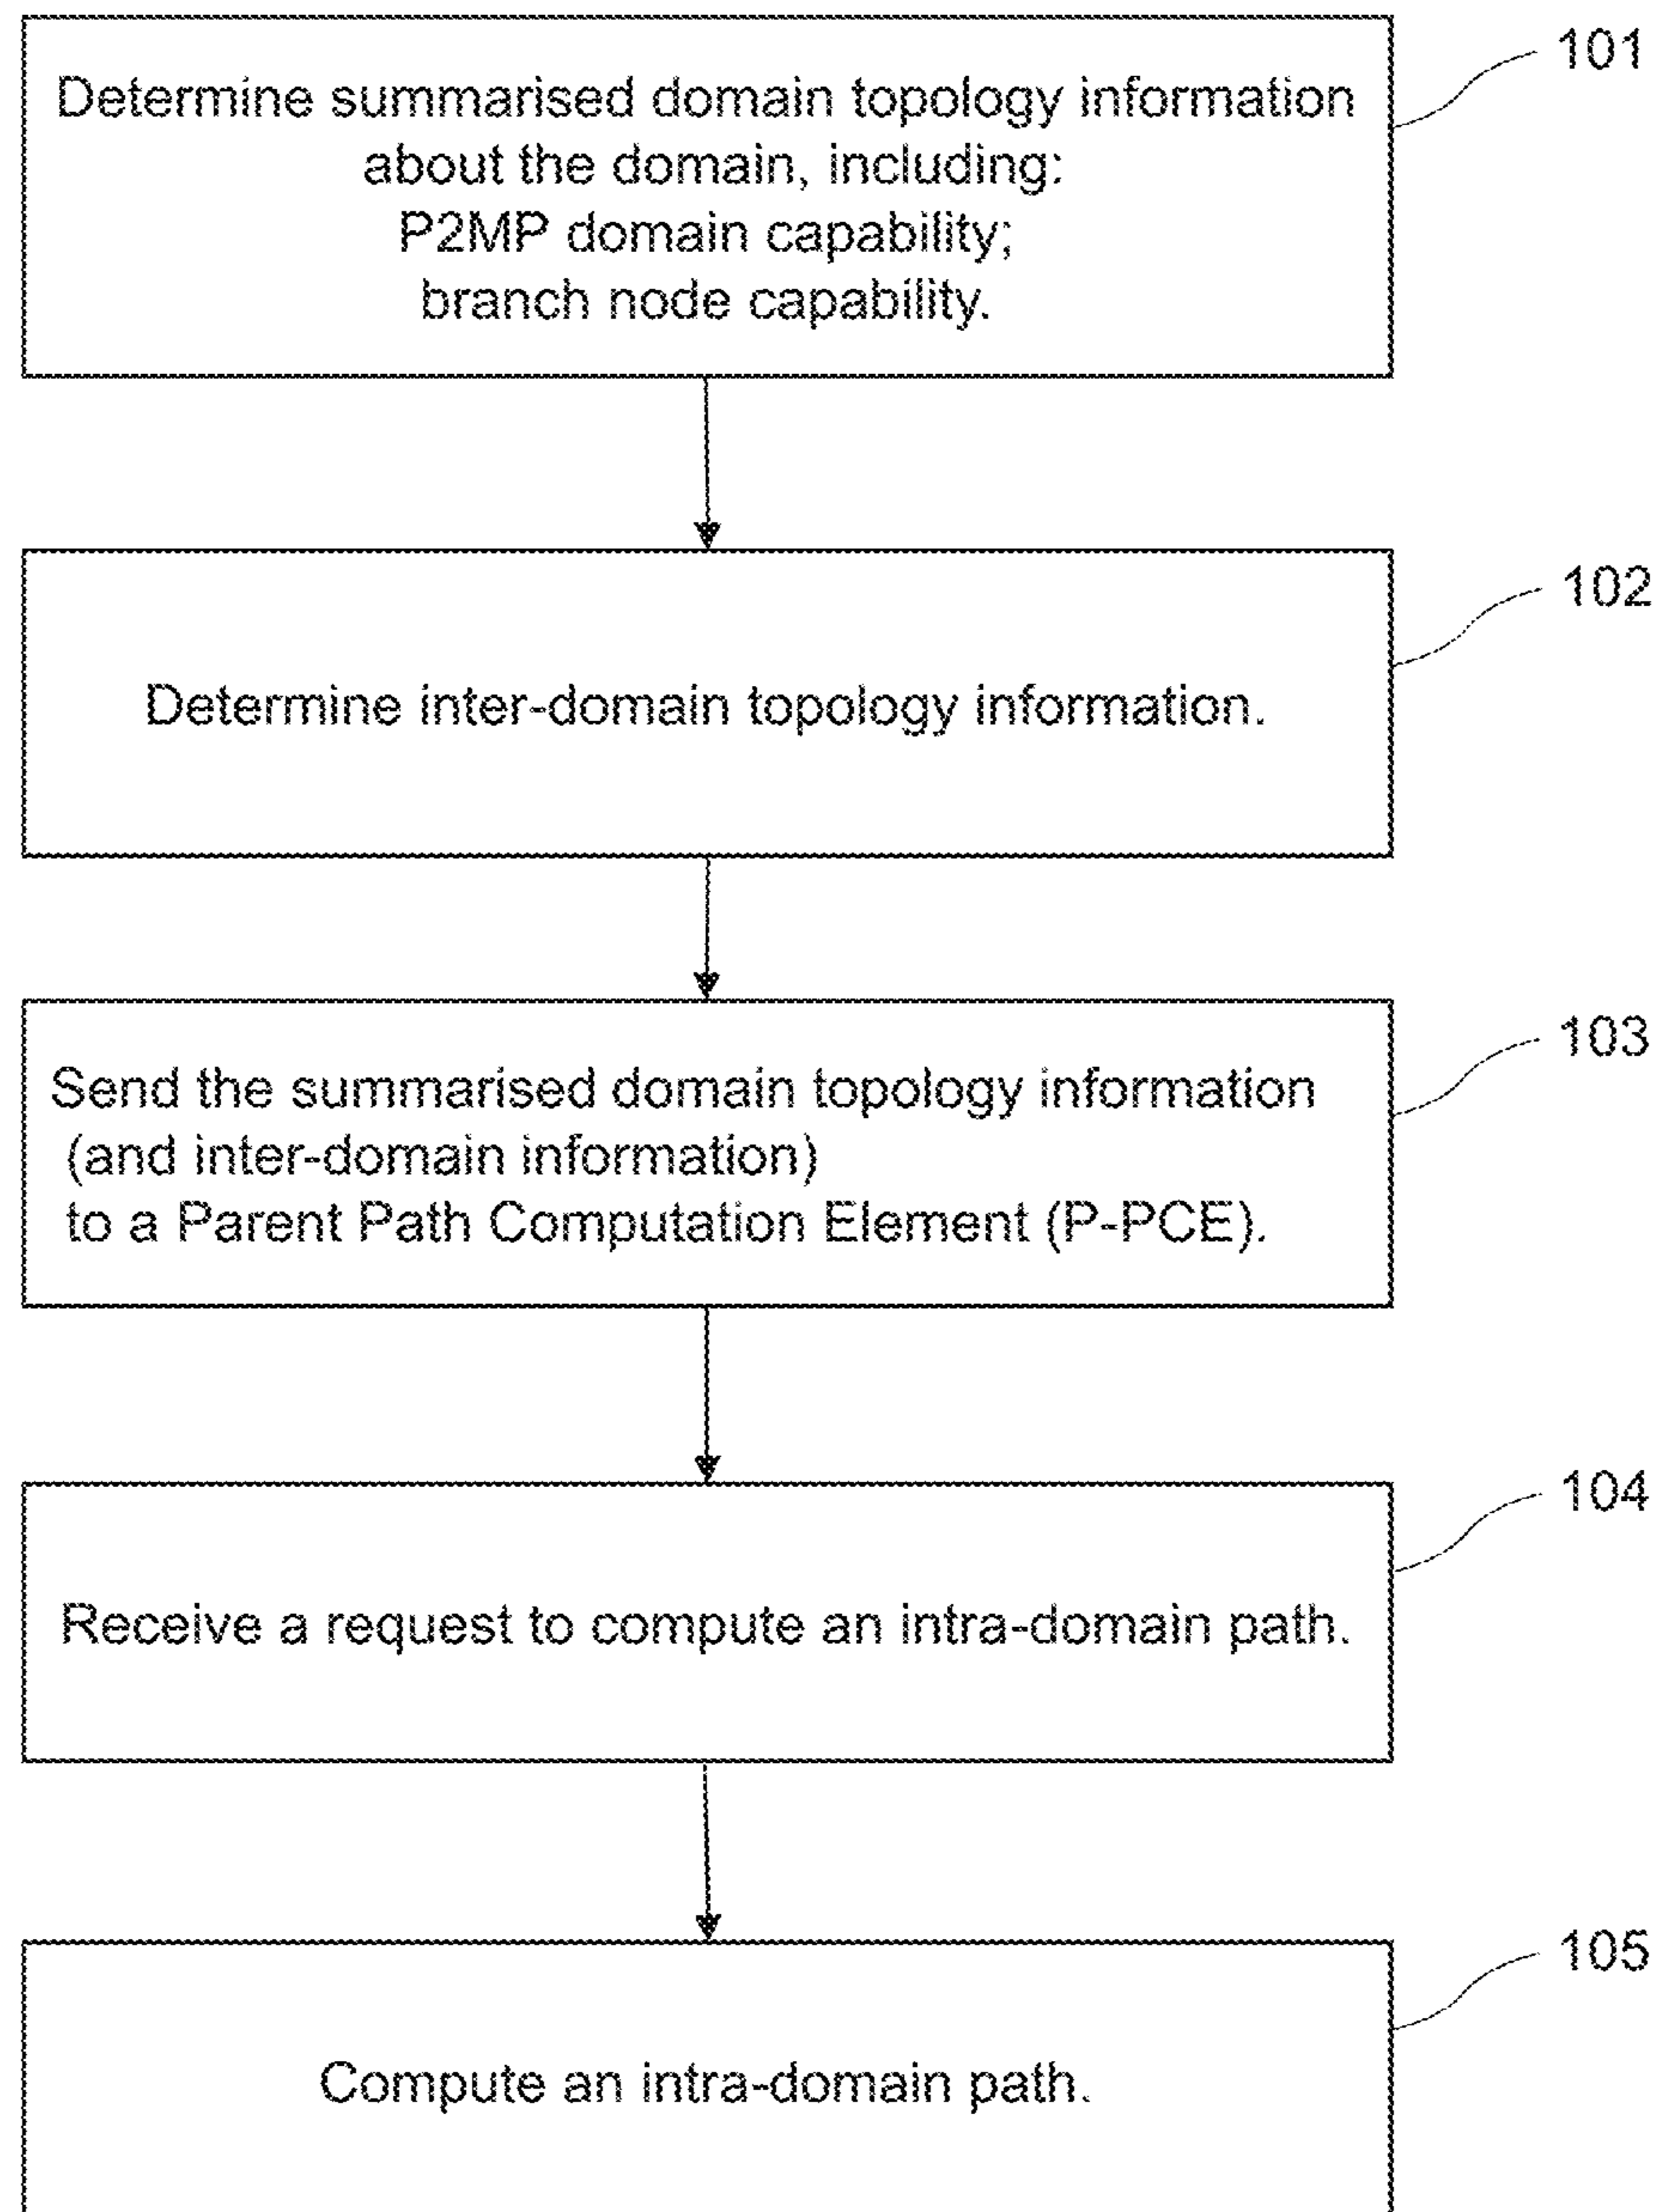 101
Determine summarised domain topology information
about the domain, including:
P2MP domain capability;
branch node capability.
102
Determine inter-domain topology information.
103
Send the summarised domain topology information
(and inter-domain information)
to a Parent Path Computation Element (P-PCE).
104
Receive a request to compute an intra-domain path.
105
Compute an intra-domain path.